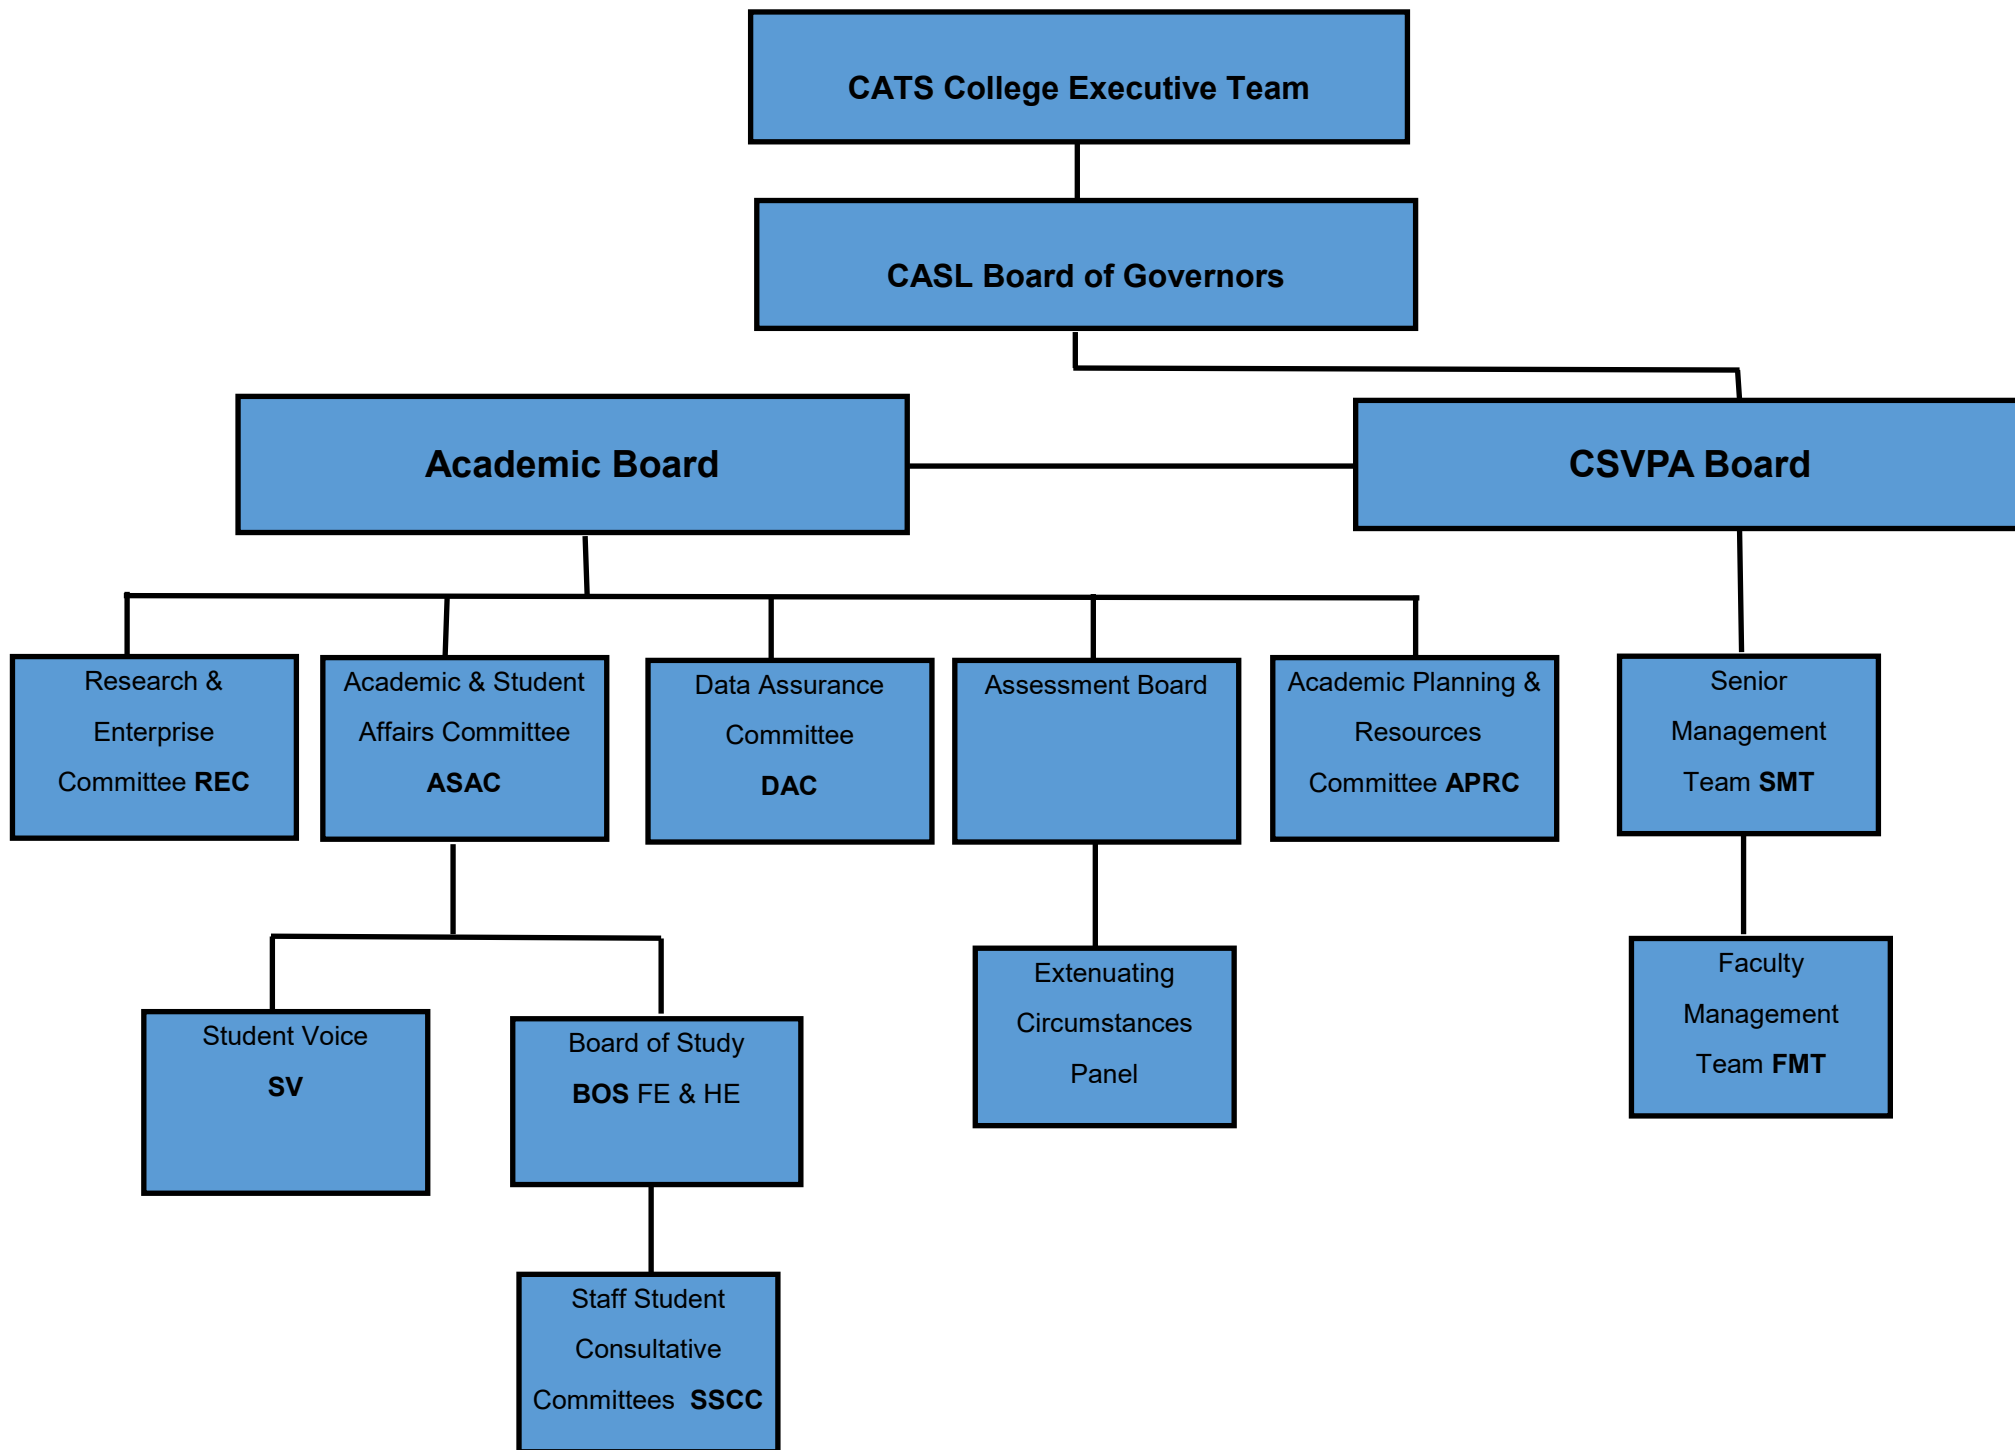 CATS College Executive Team
CASL Board of Governors
Academic Board
CSVPA Board
Research &
Enterprise
Committee REC
Academic & Student
Affairs Committee
ASAC
Data Assurance
Committee
DAC
Assessment Board
Academic Planning &
Resources
Committee APRC
Senior
Management
Team SMT
Student Voice
SV
Board of Study
BOS FE & HE
Extenuating
Circumstances
Panel
Faculty
Management
Team FMT
Staff Student
Consultative
Committees SSCC